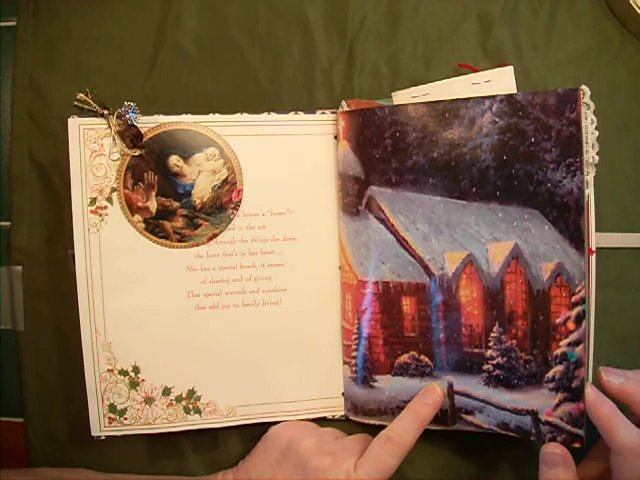 house a "home"—
in the art
through the things she does,
the love that's in her heart....
She has a special knack, it seems,
of sharing and of giving
That special warmth and sunshine
that add joy to family living!